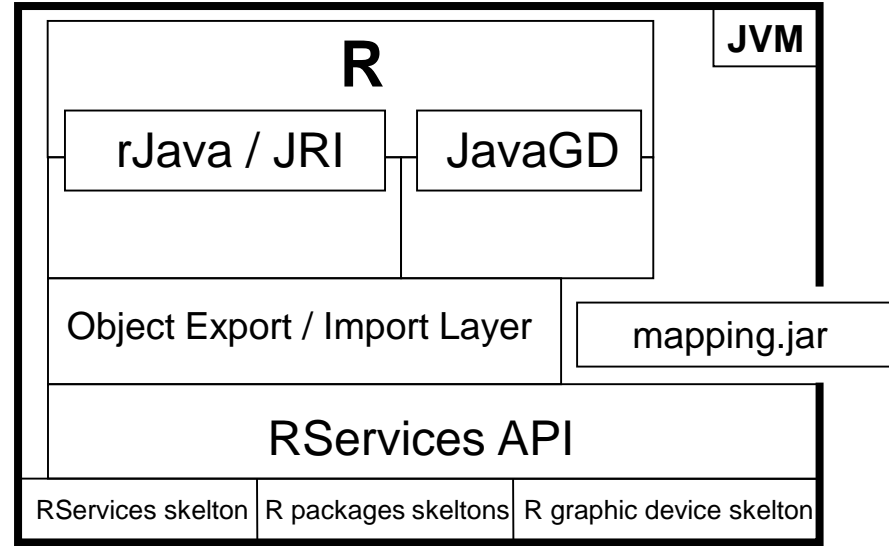 JVM
R
rJava / JRI
JavaGD
Object Export / Import Layer
mapping.jar
RServices API
RServices skelton
R packages skeltons
R graphic device skelton